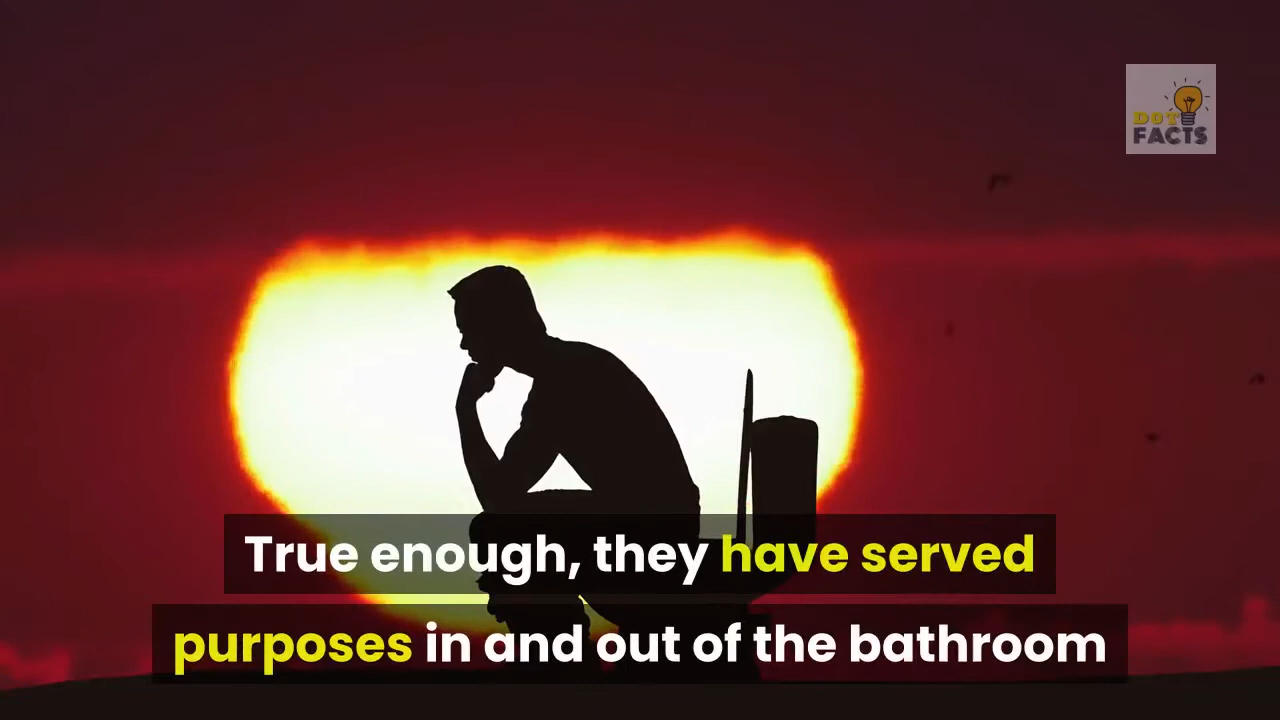 DOT
FACTS
True enough, they have served
purposes in and out of the bathroom